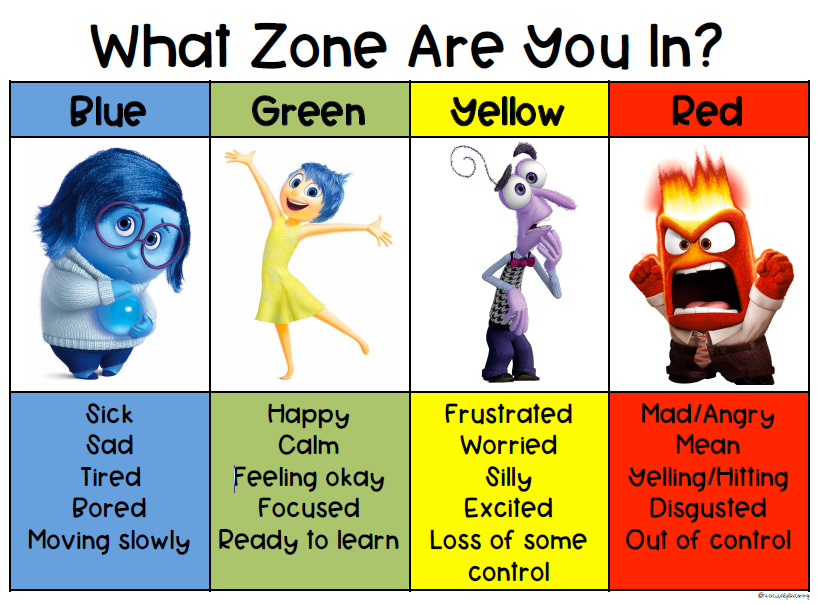 What Zone Are You In?
Blue
Green
Yellow
Red
Sick
Sad
Tired
Bored
Moving slowly
Happy
Calm
Feeling okay
Focused
Ready to learn
Frustrated
Worried
Silly
Excited
Loss of some
control
Mad/Angry
Mean
Yelling/Hitting
Disgusted
Out of control